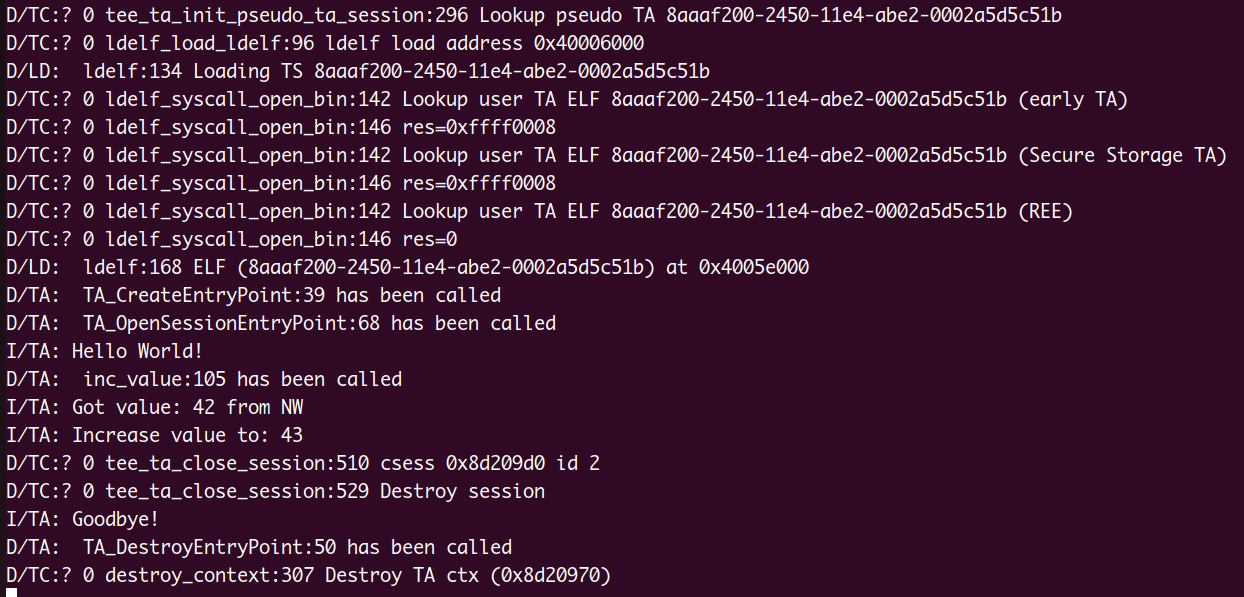 D/TC:? 0 tee_ta_init_pseudo_ta_session:296 Lookup pseudo TA 8aaaf200-2450-11e4-abe2-0002a5d5c51b
D/TC:? 0 ldelf_load_ldelf:96 ldelf load address 0x40006000
D/LD:  ldelf:134 Loading TS 8aaaf200-2450-11e4-abe2-0002a5d5c51b
D/TC:? 0 ldelf_syscall_open_bin:142 Lookup user TA ELF 8aaaf200-2450-11e4-abe2-0002a5d5c51b (early TA)
D/TC:? 0 ldelf_syscall_open_bin:146 res=0xffff0008
D/TC:? 0 ldelf_syscall_open_bin:142 Lookup user TA ELF 8aaaf200-2450-11e4-abe2-0002a5d5c51b (Secure Storage TA)
D/TC:? 0 ldelf_syscall_open_bin:146 res=0xffff0008
D/TC:? 0 ldelf_syscall_open_bin:142 Lookup user TA ELF 8aaaf200-2450-11e4-abe2-0002a5d5c51b (REE)
D/TC:? 0 ldelf_syscall_open_bin:146 res=0
D/LD:  ldelf:168 ELF (8aaaf200-2450-11e4-abe2-0002a5d5c51b) at 0x4005e000
D/TA:  TA_CreateEntryPoint:39 has been called
D/TA:  TA_OpenSessionEntryPoint:68 has been called
I/TA: Hello World!
D/TA:  inc_value:105 has been called
I/TA: Got value: 42 from NW
I/TA: Increase value to: 43
D/TC:? 0 tee_ta_close_session:510 csess 0x8d209d0 id 2
D/TC:? 0 tee_ta_close_session:529 Destroy session
I/TA: Goodbye!
D/TA:  TA_DestroyEntryPoint:50 has been called
D/TC:? 0 destroy_context:307 Destroy TA ctx (0x8d20970)